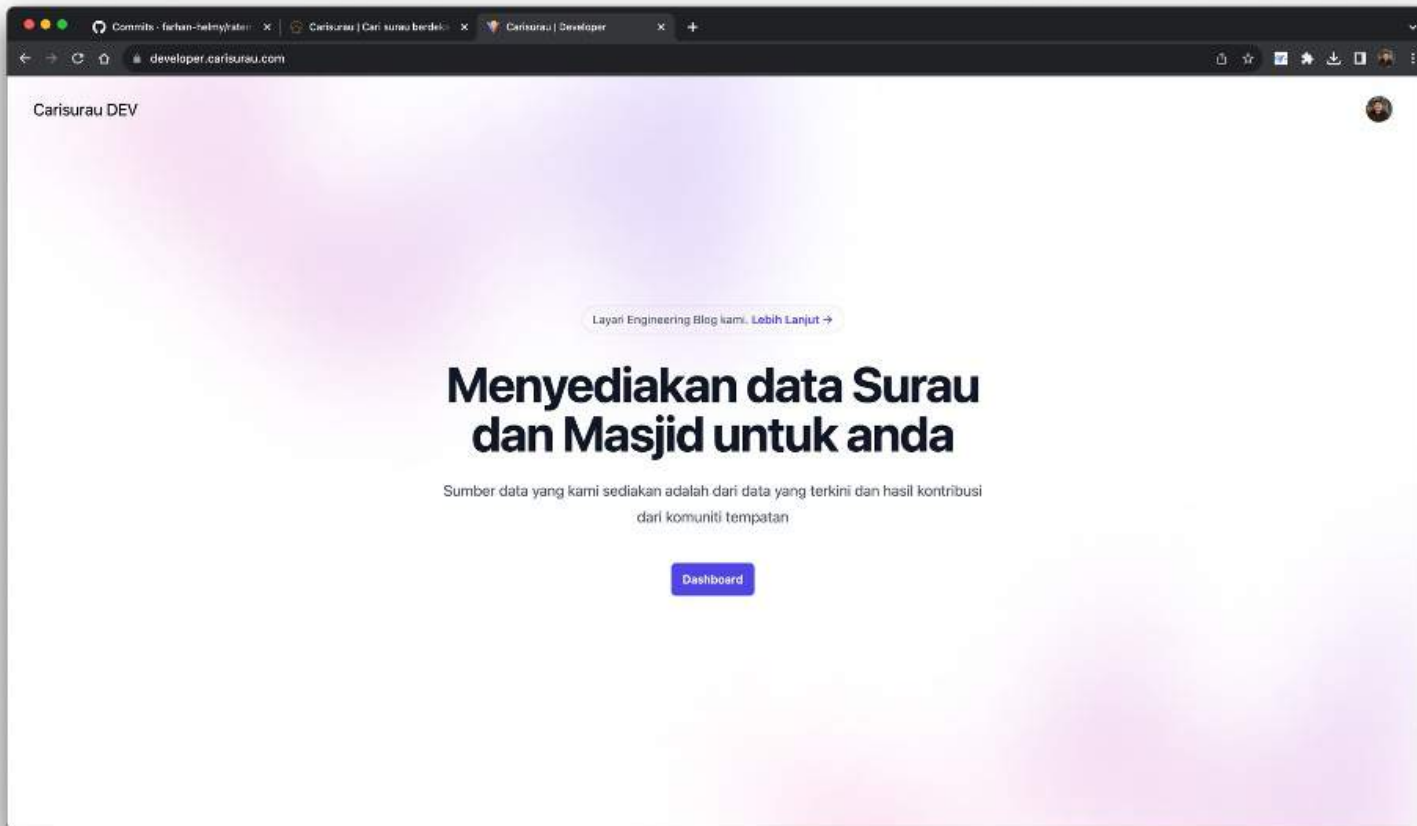 Commits · farhan-helmy/rate
Carisurau | Cari surau berdek
Carisurau | Developer
developer.carisurau.com
Carisurau DEV
Layari Engineering Blog kami. Lebih Lanjut →
Menyediakan data Surau
dan Masjid untuk anda
Sumber data yang kami sediakan adalah dari data yang terkini dan hasil kontribusi
dari komuniti tempatan
Dashboard